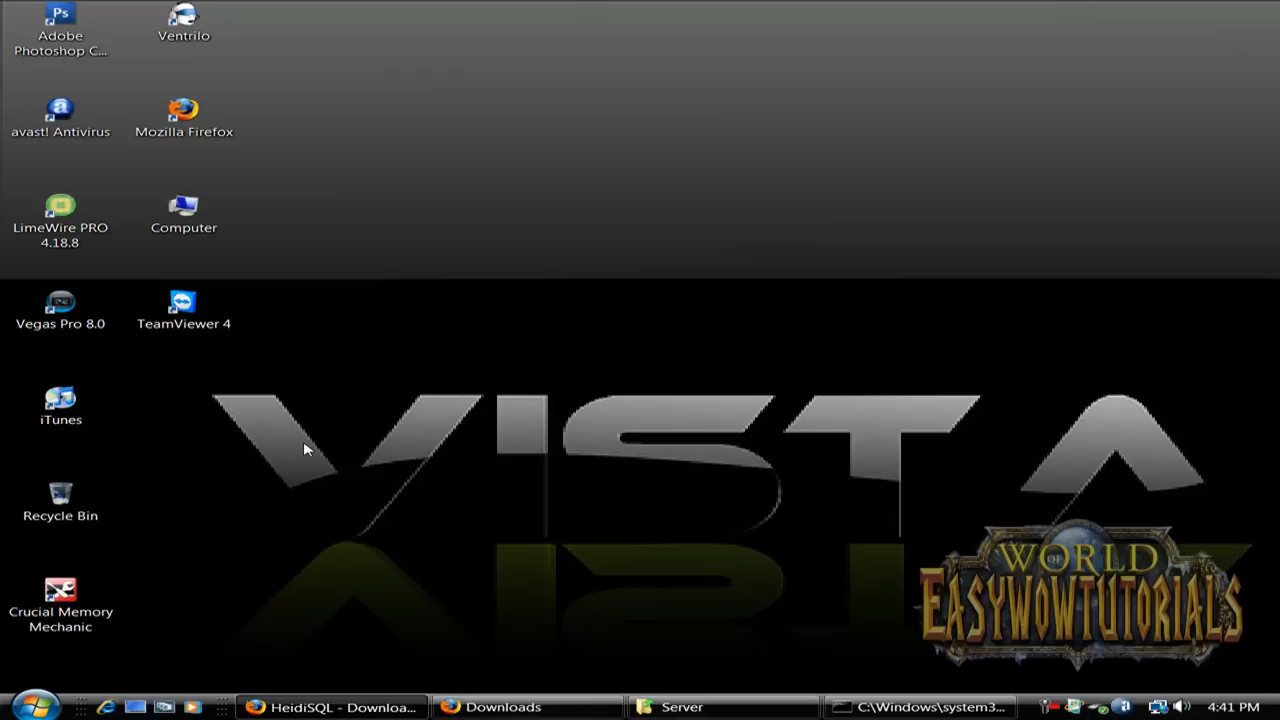 Adobe
Photoshop C...
Ventrilo
avast! Antivirus
Mozilla Firefox
LimeWire PRO
4.18.8
Computer
Vegas Pro 8.0
TeamViewer 4
iTunes
Recycle Bin
Crucial Memory
Mechanic
VISTA
WORLD
OF
EASYWOWTUTORIALS
HeidiSQL - Downloa...
Downloads
Server
C:\Windows\system3...
4:41 PM